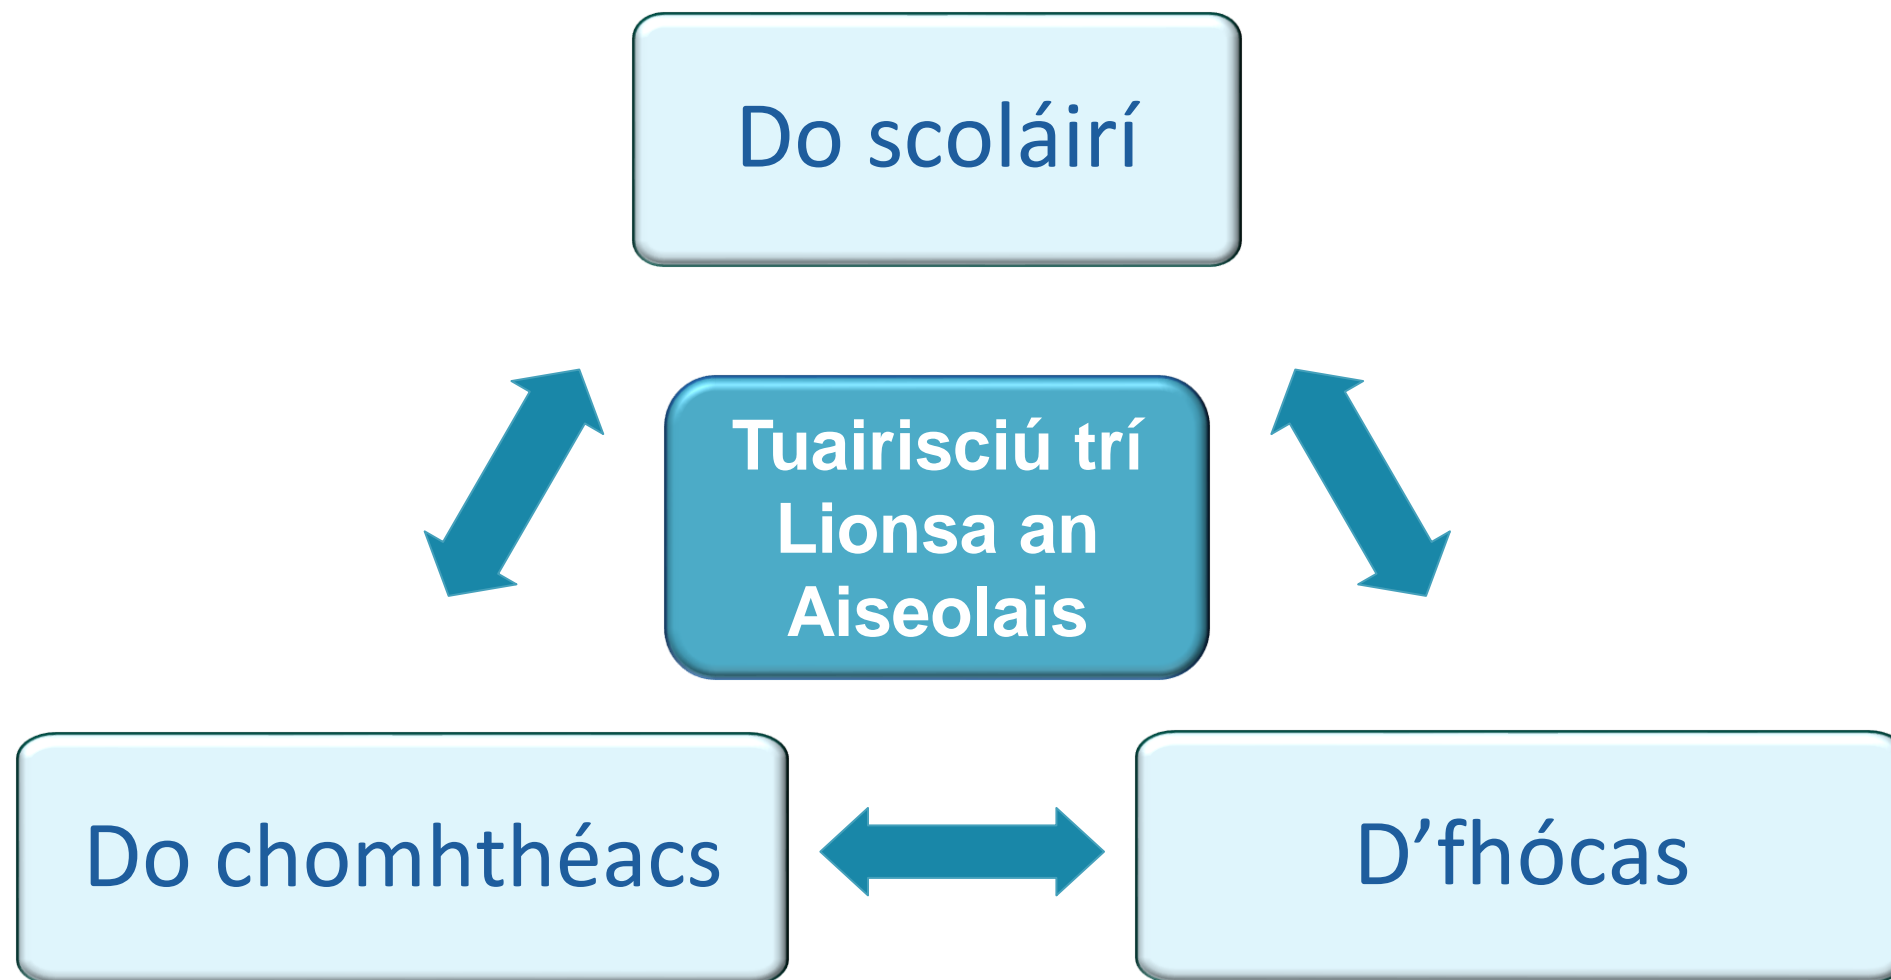 Do scoláirí
Tuairisciú trí
Lionsa an
Aiseolais
Do chomhthéacs
D’fhócas